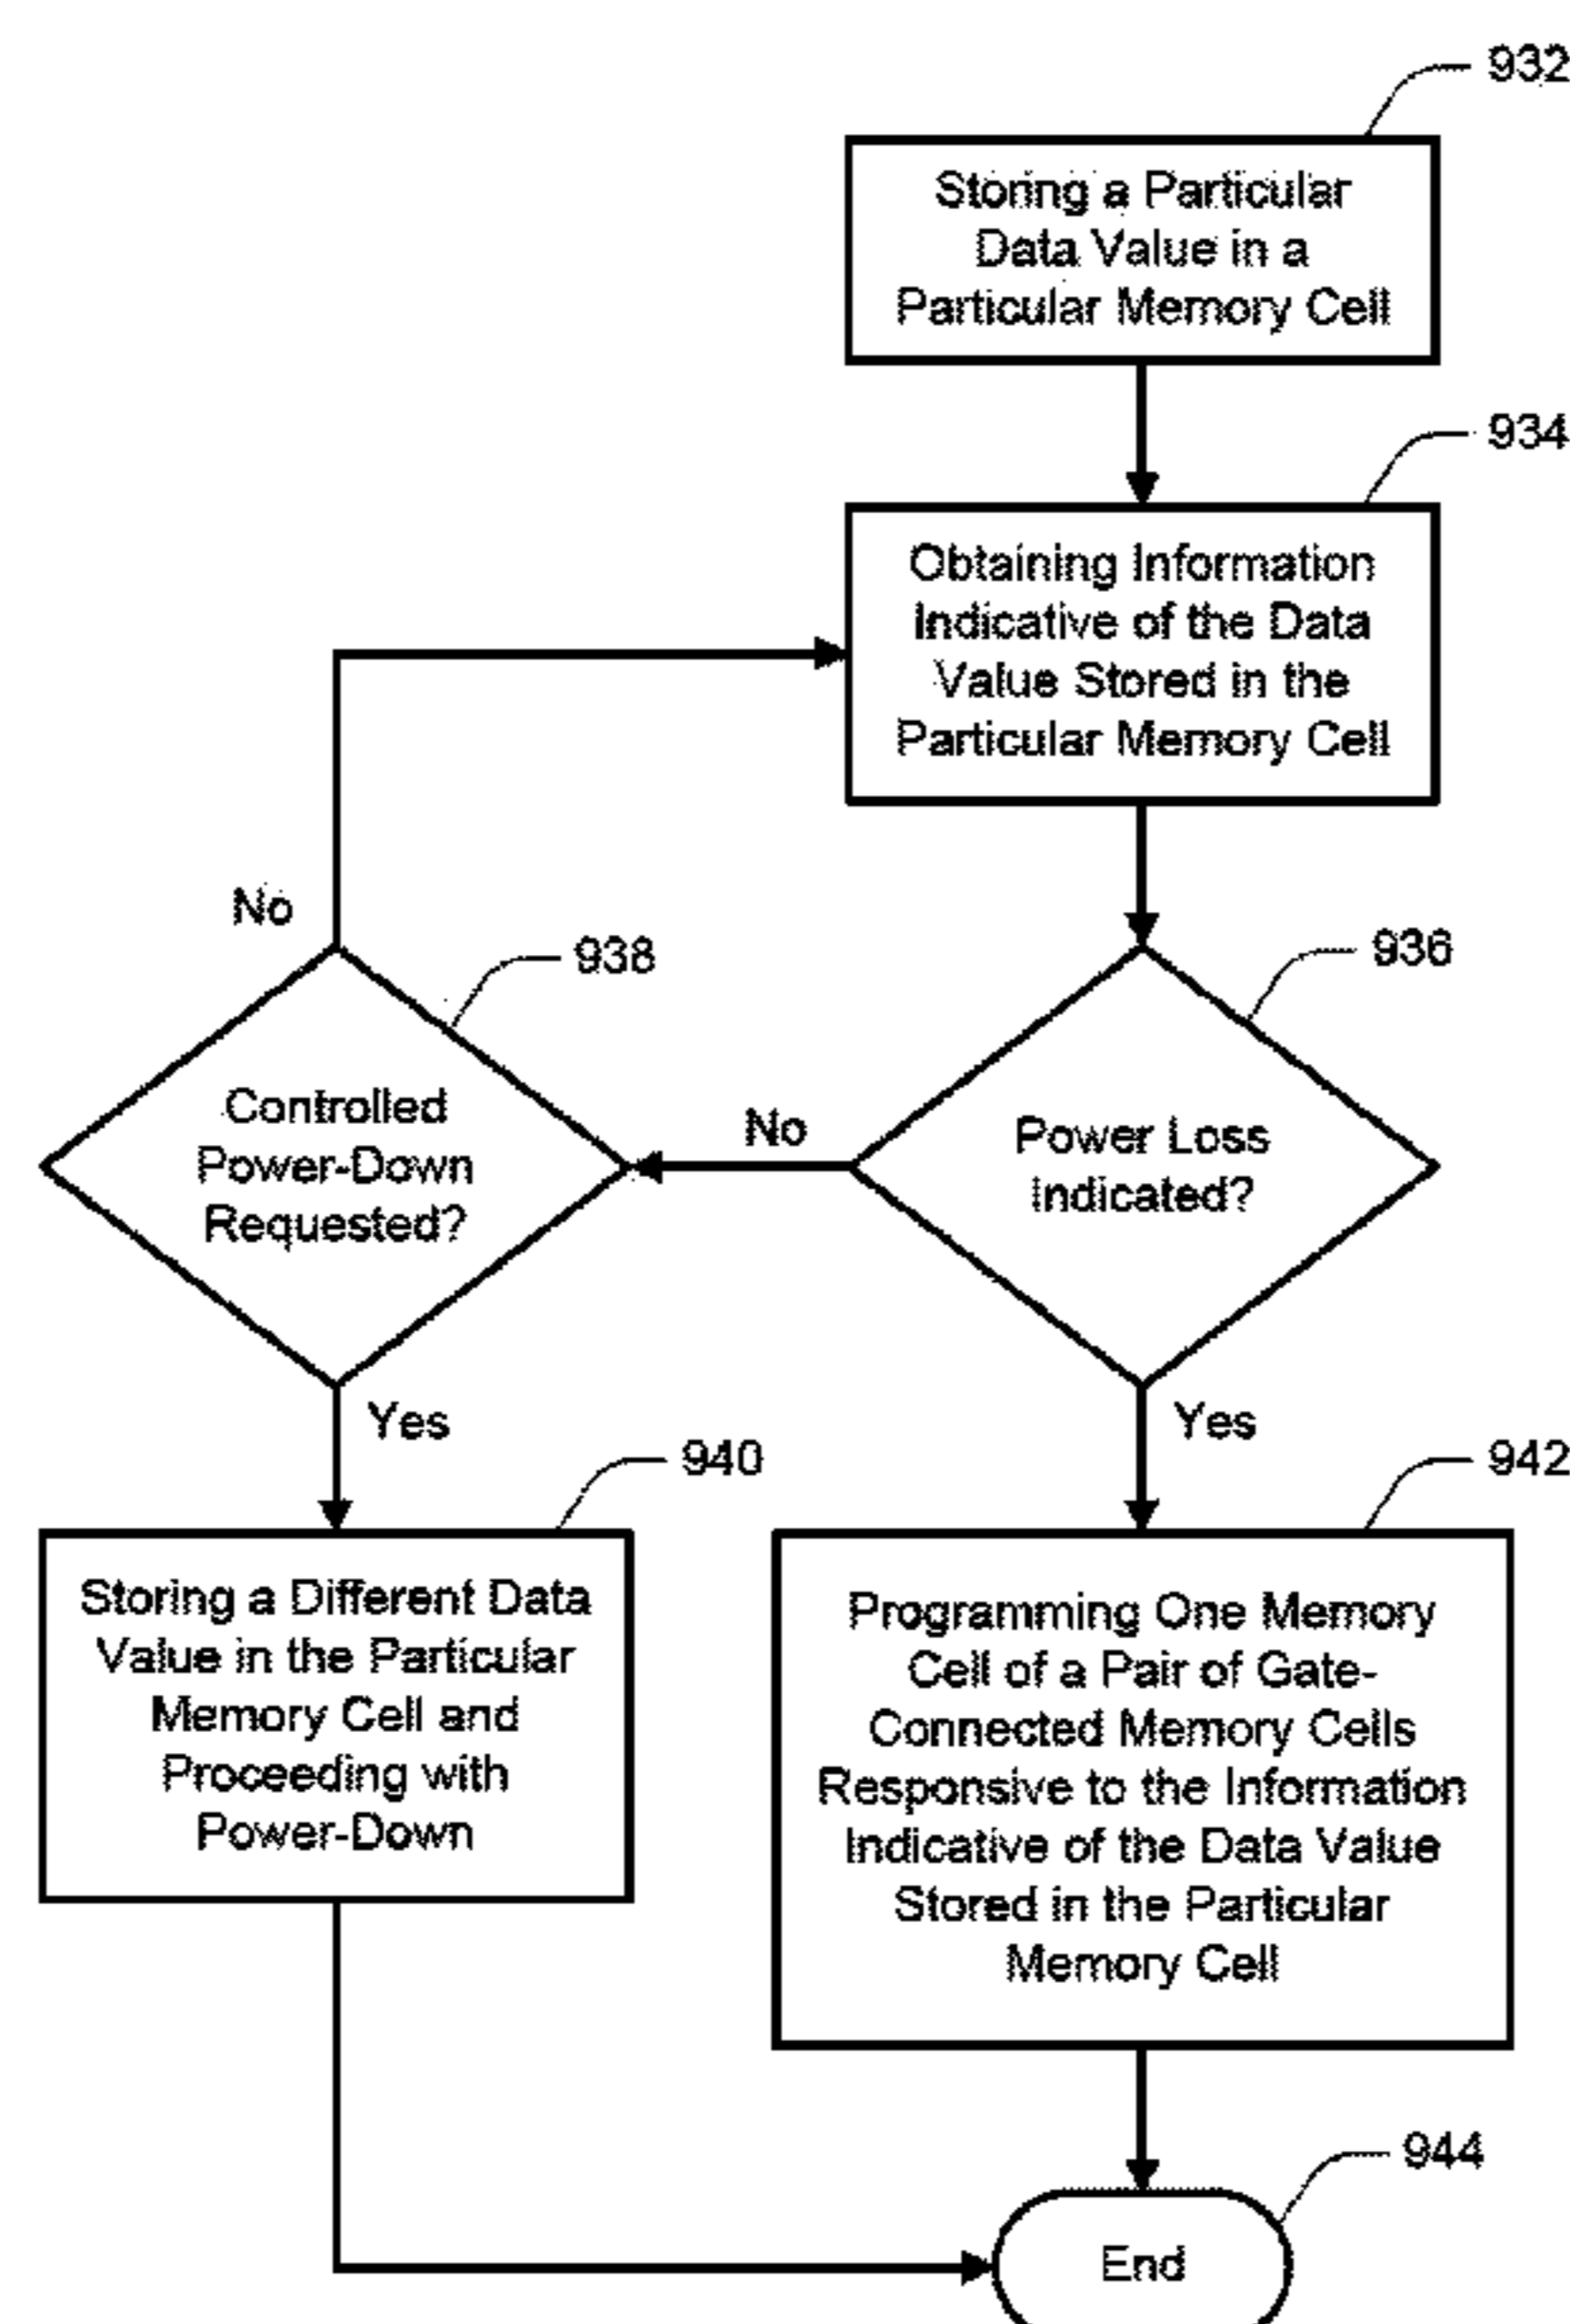 932
Storing a Particular
Data Value in a
Particular Memory Cell
934
Obtaining Information
Indicative of the Data
Value Stored in the
Particular Memory Cell
No
938
936
Controlled
Power-Down
Requested?
No
Power Loss
Indicated?
Yes
Yes
940
942
Storing a Different Data
Value in the Particular
Memory Cell and
Proceeding with
Power-Down
Programming One Memory
Cell of a Pair of Gate-
Connected Memory Cells
Responsive to the Information
Indicative of the Data Value
Stored in the Particular
Memory Cell
944
End